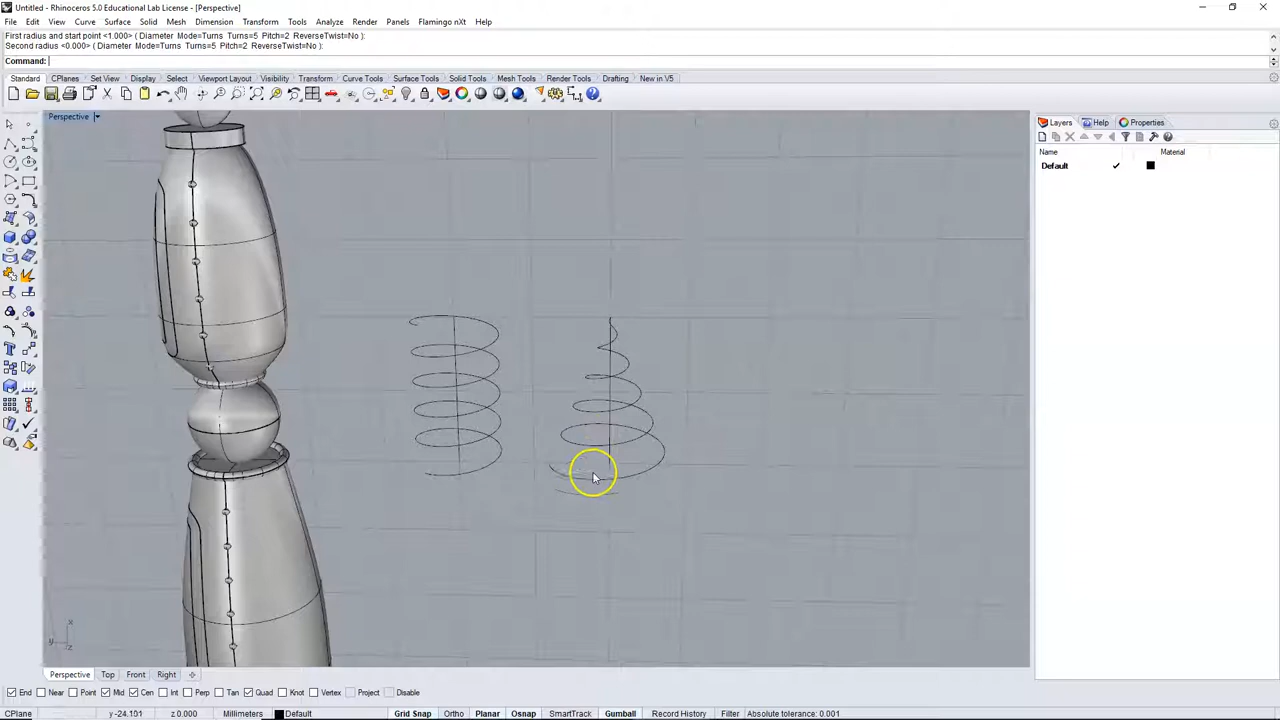 Untitled - Rhinoceros 5.0 Educational Lab License - [Perspective]
File Edit View Curve Surface Solid Mesh Dimension Transform Tools Analyze Render Panels Flamingo nXt Help
First radius and start point <1.000> ( Diameter Mode=Turns Turns=5 Pitch=2 ReverseTwist=No ):
Second radius <0.000> ( Diameter Mode=Turns Turns=5 Pitch=2 ReverseTwist=No ):
Command:
Standard CPlanes Set View Display Select Viewport Layout Visibility Transform Curve Tools Surface Tools Solid Tools Mesh Tools Render Tools Drafting New in V5
Perspective
Layers Help Properties
Name Material
Default
x
y
z
Perspective Top Front Right
End Near Point Mid Cen Int Perp Tan Quad Knot Vertex Project Disable
CPlane y -24.101 z 0.000 Millimeters Default Grid Snap Ortho Planar Osnap SmartTrack Gumball Record History Filter Absolute tolerance: 0.001